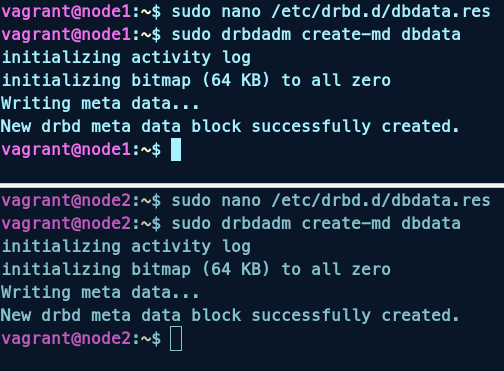 vagrant@node1:~$ sudo nano /etc/drbd.d/dbdata.res
vagrant@node1:~$ sudo drbdadm create-md dbdata
initializing activity log
initializing bitmap (64 KB) to all zero
Writing meta data...
New drbd meta data block successfully created.
vagrant@node1:~$
vagrant@node2:~$ sudo nano /etc/drbd.d/dbdata.res
vagrant@node2:~$ sudo drbdadm create-md dbdata
initializing activity log
initializing bitmap (64 KB) to all zero
Writing meta data...
New drbd meta data block successfully created.
vagrant@node2:~$